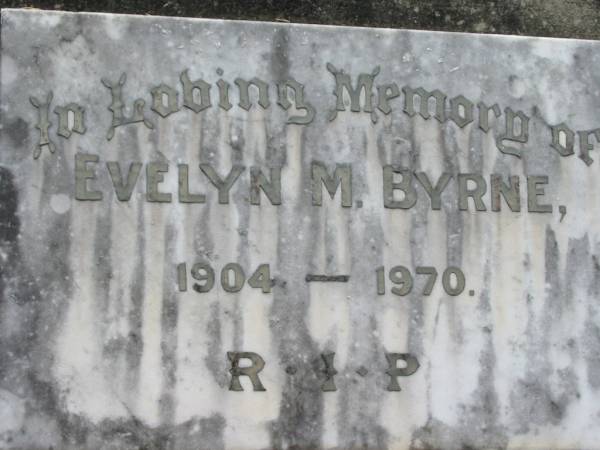 In Loving Memory of
EVELYN M. BYRNE,
1904 — 1970.
R·I·P